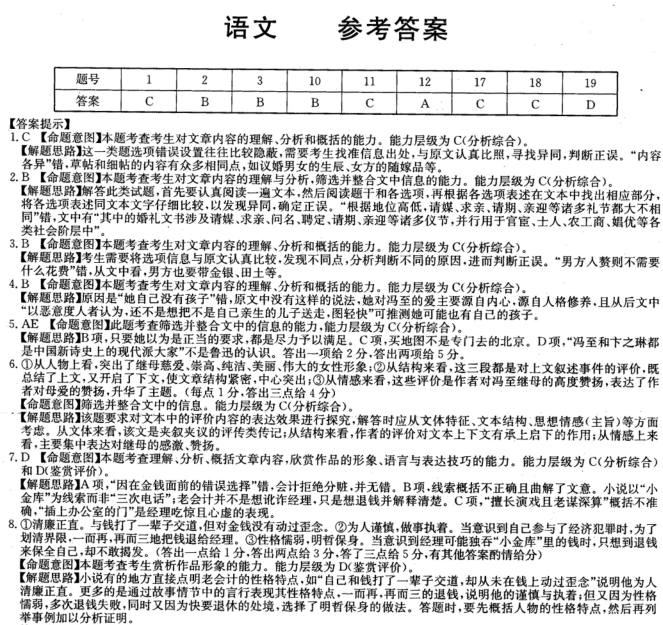 语文 参考答案
题号 1 2 3 10 11 12 17 18 19
答案 C B B B C A C C D
【答案提示】
1. C 【命题意图】本题考查考生对文章内容的理解、分析和概括的能力。能力层级为 C(分析综合)。
【解题思路】这一类题选项错误设置往往比较隐蔽,需要考生找准信息出处,与原文认真比照,寻找异同,判断正误。“内容
各异”错,草帖和细帖的内容有众多相同点,如议婚男女的生辰、女方的随嫁品等。
2. B 【命题意图】本题考查考生对文章内容的理解与分析,筛选并整合文中信息的能力。能力层级为 C(分析综合)。
【解题思路】解答此类试题,首先要认真阅读一遍文本,然后阅读题干和各选项,再根据各选项表述在文本中找出相应部分,
将各选项表述同文本文字仔细比较,以发现异同,确定正误。“根据地位高低,请媒、求亲、请期、亲迎等诸多礼节都大不相
同”错,文中有“其中的婚礼文书涉及请媒、求亲、问名、聘定、请期、亲迎等诸多仪节,并行用于官宦、士人、农工商、娼优等各
类社会阶层中”。
3. B 【命题意图】本题考查考生对文章内容的理解、分析和概括的能力。能力层级为 C(分析综合)。
【解题思路】考生需要将选项信息与原文认真比较,发现不同点,分析判断不同的原因,进而判断正误。“男方入赘则不需要
什么花费”错,从文中看,男方也要带金银、田土等。
4. B 【命题意图】本题考查考生对文章内容的理解、分析和概括的能力。能力层级为 C(分析综合)。
【解题思路】原因是“她自己没有孩子”错,原文中没有这样的说法,她对冯至的爱主要源自内心,源自人格修养,且从后文中
“以恶意度人者认为,还不是想把不是自己亲生的儿子送走,图轻快”可推测她可能也有自己的孩子。
5. AE 【命题意图】此题考查筛选并整合文中的信息的能力,能力层级为 C(分析综合)。
【解题思路】B项,只要她以为是正当的要求,都是尽力予以满足。C项,买地图不是专门去的北京。D项,“冯至和卞之琳都
是中国新诗史上的现代派大家”不是鲁迅的认识。答出一项给 2 分,答出两项给 5 分。
6. ①从人物上看,突出了继母慈爱、崇高、纯洁、美丽、伟大的女性形象;②从结构来看,这三段都是对上文叙述事件的评价,既
总结了上文,又开启了下文,使文章结构紧密,中心突出;③从情感来看,这些评价是作者对冯至继母的高度赞扬,表达了作
者对母爱的赞扬,升华了主题。(每点 1 分,答出三点给 4 分)
【命题意图】筛选并整合文中的信息。能力层级为 C(分析综合)。
【解题思路】该题要求对文本中的评价内容的表达效果进行探究,解答时应从文体特征、文本结构、思想情感(主旨)等方面
考虑。从文体来看,该文是夹叙夹议的评传类传记;从结构来看,作者的评价对文本上下文有承上启下的作用;从情感上来
看,主要集中表达对继母的感激、赞扬。
7. D 【命题意图】本题考查理解、分析、概括文章内容,欣赏作品的形象、语言与表达技巧的能力。能力层级为 C(分析综合)
和 D(鉴赏评价)。
【解题思路】A项,“因在金钱面前的错误选择”错,会计拒绝分赃,并无错。B项,线索概括不正确且曲解了文意。小说以“小
金库”为线索而非“三次电话”;老会计并不是想讹诈经理,只是想退钱并解释清楚。C项,“擅长演戏且老谋深算”概括不准
确,“插上办公室的门”是经理吃惊且心虚的表现。
8. ①清廉正直。与钱打了一辈子交道,但对金钱没有动过歪念。②为人谨慎,做事执着。当意识到自己参与了经济犯罪时,为了
划清界限,一而再,再而三地把钱退给经理。③性格懦弱,明哲保身。当意识到经理可能独吞“小金库”里的钱时,只想到退钱
来保全自己,却不敢揭发。(答出一点给 1 分,答出两点给 3 分,答了三点给 5 分,有其他答案酌情给分)
【命题意图】本题考查考生赏析作品形象的能力。能力层级为 D(鉴赏评价)。
【解题思路】小说有的地方直接点明老会计的性格特点,如“自己和钱打了一辈子交道,却从未在钱上动过歪念”说明他为人
清廉正直。更多的是通过故事情节中的言行表现其性格特点,一而再,再而三的退钱,说明他的谨慎与执着;但又因为性格
懦弱,多次退钱失败,同时又因为快要退休的处境,选择了明哲保身的做法。答题时,要先概括人物的性格特点,然后再列
举事例加以分析证明。